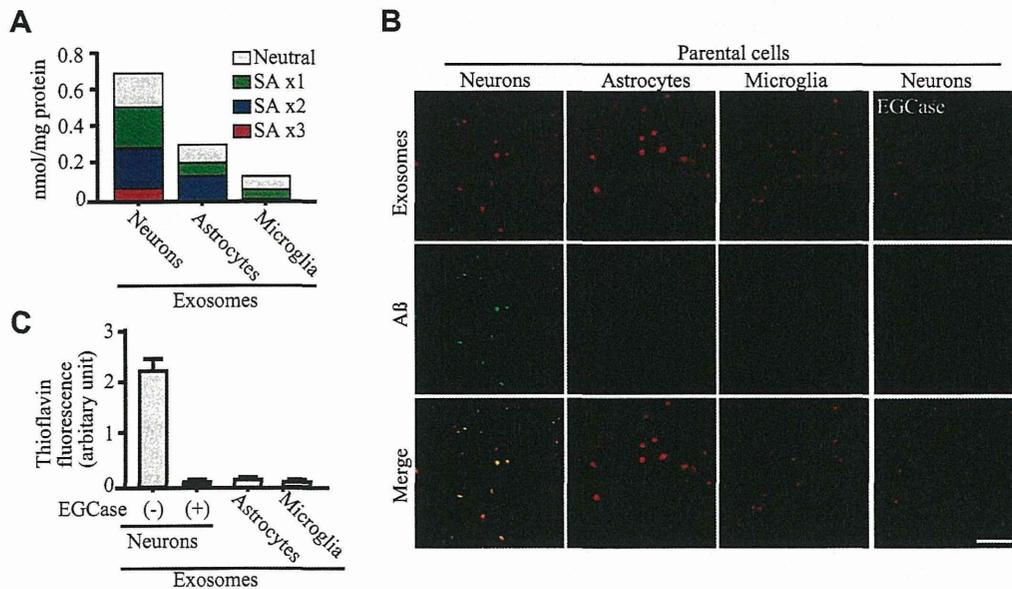 A
nmol/mg protein
0.8
0.6
0.4
0.2
0
Neutral
SA x1
SA x2
SA x3
Neurons
Astrocytes
Microglia
Exosomes
B
Parental cells
Neurons
Astrocytes
Microglia
Neurons
EGCase
Exosomes
Aß
Merge
C
Thioflavin
fluorescence
(arbitary unit)
3
2
1
0
EGCase (-) (+)
Astrocytes
Microglia
Neurons
Exosomes